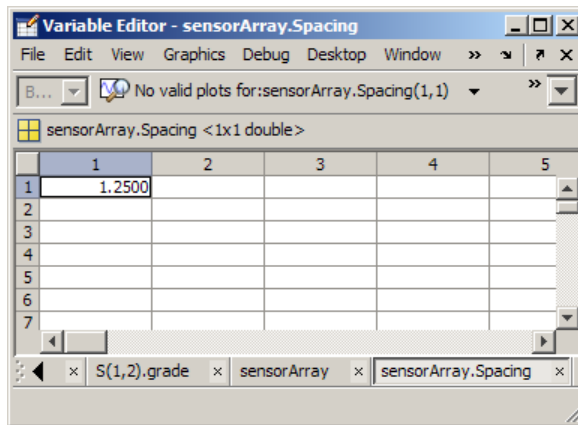 Variable Editor - sensorArray.Spacing
File Edit View Graphics Debug Desktop Window »
B... No valid plots for:sensorArray.Spacing(1,1) »
sensorArray.Spacing <1x1 double>
1 2 3 4 5
1 1.2500
2
3
4
5
6
7
S(1,2).grade sensorArray sensorArray.Spacing